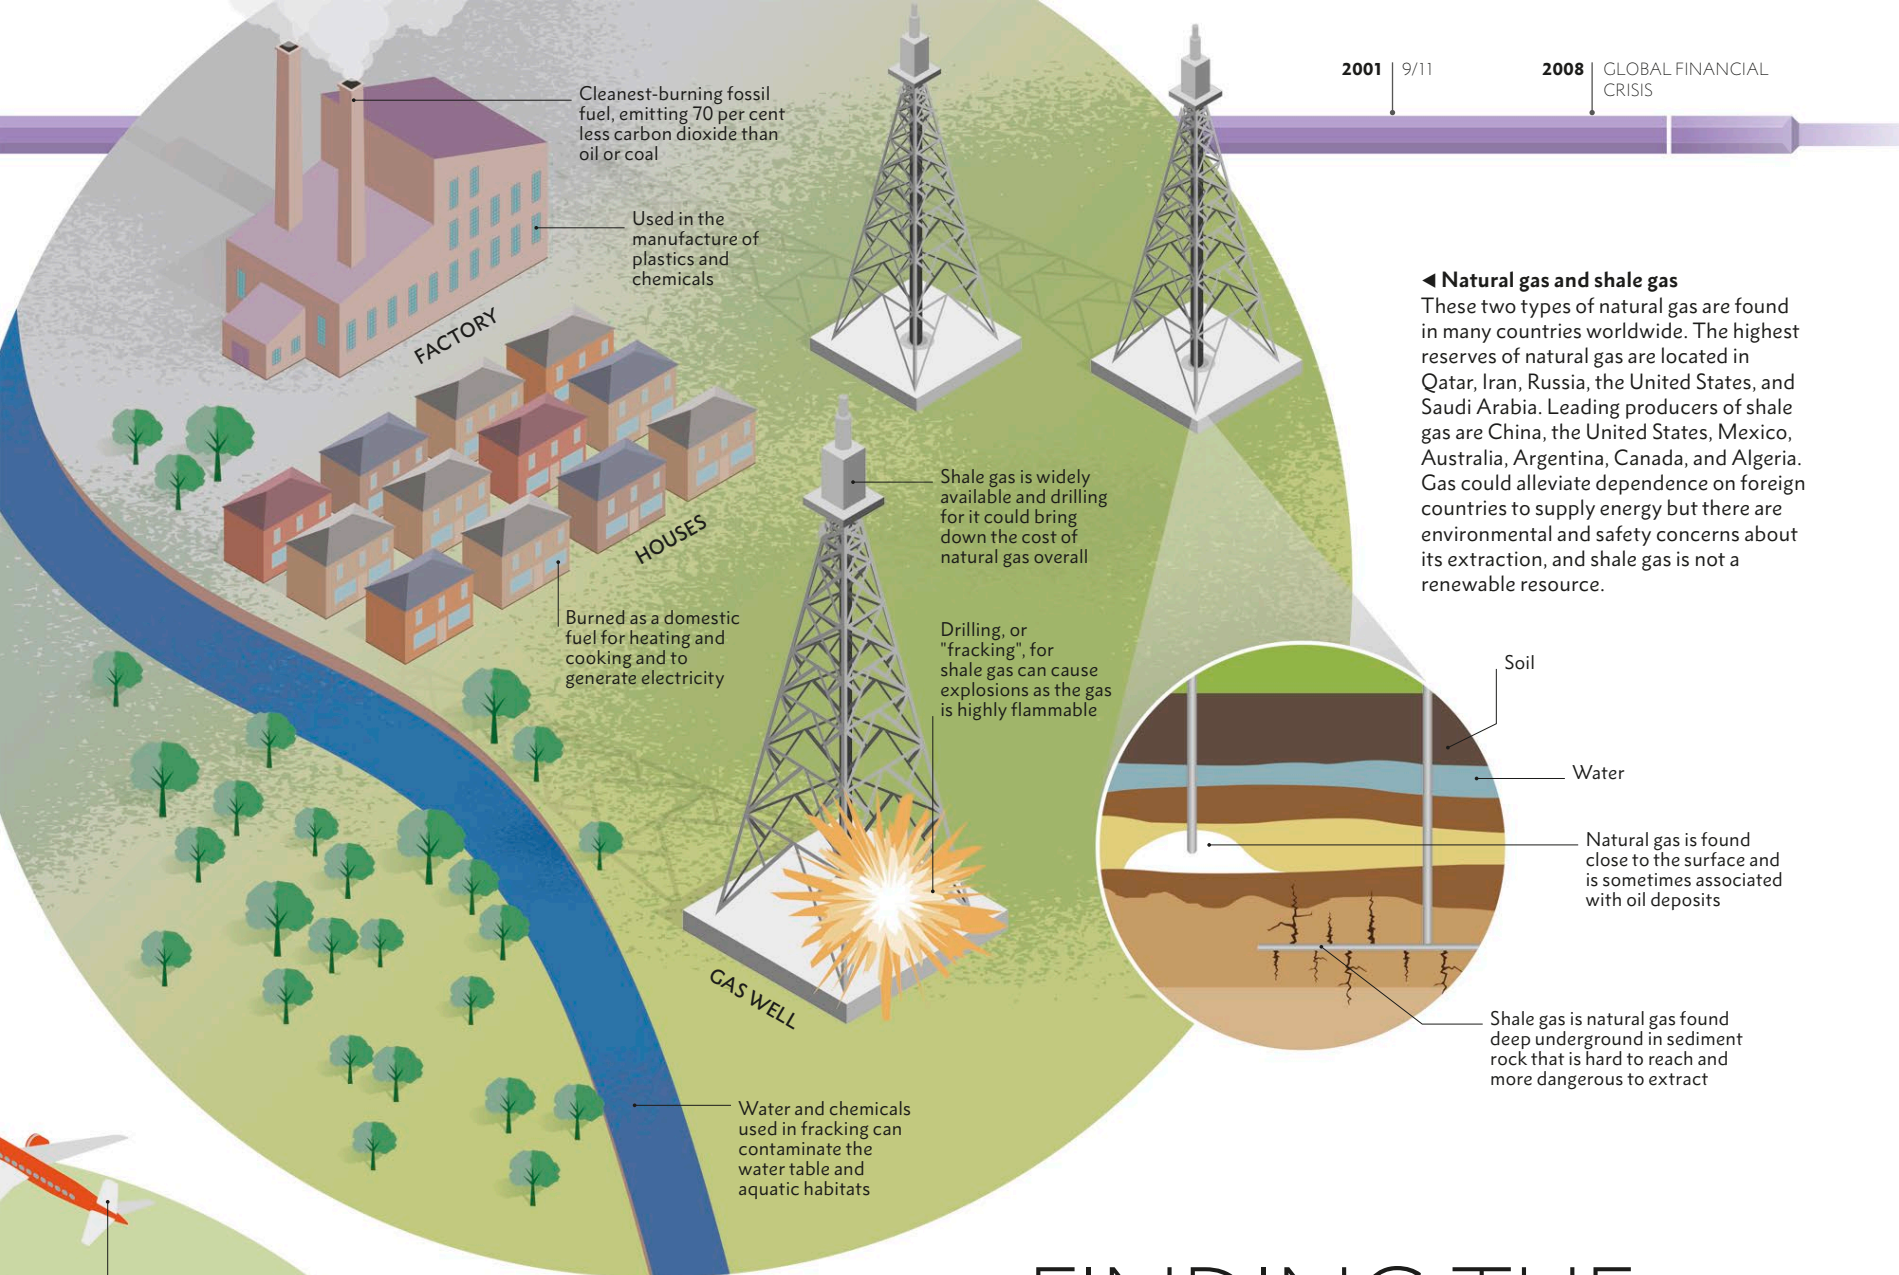 2001 9/11
2008 GLOBAL FINANCIAL
CRISIS
Cleanest-burning fossil
fuel, emitting 70 per cent
less carbon dioxide than
oil or coal
Used in the
manufacture of
plastics and
chemicals
FACTORY
◄ Natural gas and shale gas
These two types of natural gas are found
in many countries worldwide. The highest
reserves of natural gas are located in
Qatar, Iran, Russia, the United States, and
Saudi Arabia. Leading producers of shale
gas are China, the United States, Mexico,
Australia, Argentina, Canada, and Algeria.
Gas could alleviate dependence on foreign
countries to supply energy but there are
environmental and safety concerns about
its extraction, and shale gas is not a
renewable resource.
Shale gas is widely
available and drilling
for it could bring
down the cost of
natural gas overall
HOUSES
Burned as a domestic
fuel for heating and
cooking and to
generate electricity
Drilling, or
"fracking", for
shale gas can cause
explosions as the gas
is highly flammable
Soil
Water
Natural gas is found
close to the surface and
is sometimes associated
with oil deposits
GAS WELL
Shale gas is natural gas found
deep underground in sediment
rock that is hard to reach and
more dangerous to extract
Water and chemicals
used in fracking can
contaminate the
water table and
aquatic habitats
FINDING THE